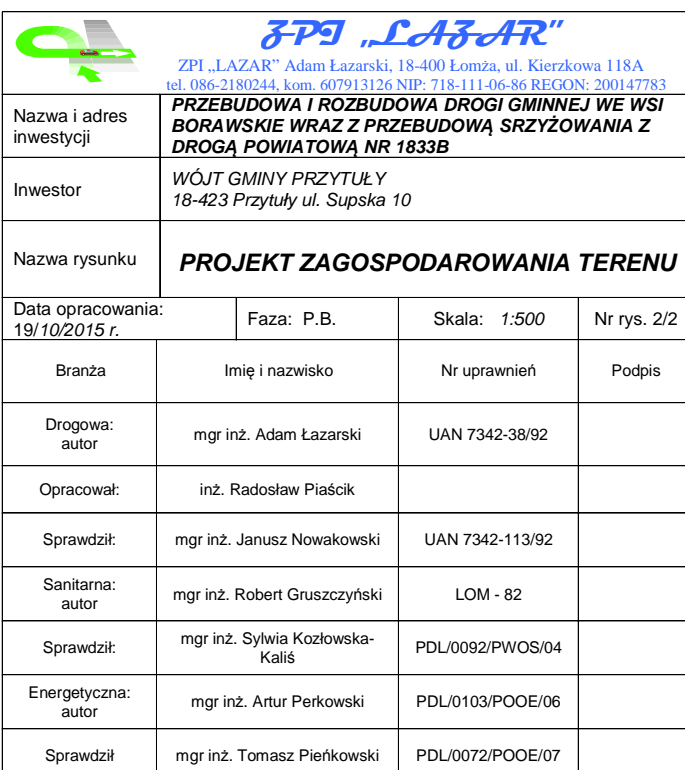 ZPI „LAZAR”
ZPI „LAZAR” Adam Łazarski, 18-400 Łomża, ul. Kierzkowa 118A
tel. 086-2180244, kom. 607913126 NIP: 718-111-06-86 REGON: 200147783
Nazwa i adres
inwestycji
PRZEBUDOWA I ROZBUDOWA DROGI GMINNEJ WE WSI
BORAWSKIE WRAZ Z PRZEBUDOWĄ SRZYŻOWANIA Z
DROGĄ POWIATOWĄ NR 1833B
Inwestor
WÓJT GMINY PRZYTUŁY
18-423 Przytuły ul. Supska 10
Nazwa rysunku
PROJEKT ZAGOSPODAROWANIA TERENU
Data opracowania:
19/10/2015 r.
Faza: P.B.
Skala: 1:500
Nr rys. 2/2
Branża
Imię i nazwisko
Nr uprawnień
Podpis
Drogowa:
autor
mgr inż. Adam Łazarski
UAN 7342-38/92
Opracował:
inż. Radosław Piaścik
Sprawdził:
mgr inż. Janusz Nowakowski
UAN 7342-113/92
Sanitarna:
autor
mgr inż. Robert Gruszczyński
LOM - 82
Sprawdził:
mgr inż. Sylwia Kozłowska-
Kaliś
PDL/0092/PWOS/04
Energetyczna:
autor
mgr inż. Artur Perkowski
PDL/0103/POOE/06
Sprawdził
mgr inż. Tomasz Pieńkowski
PDL/0072/POOE/07